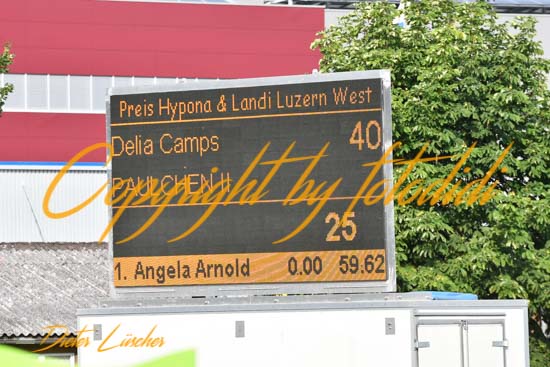 Preis Hypona & Landi Luzern West
Delia Camps 40
PAULCHEN II
Copyright by fotodidi
25
1. Angela Arnold 0.00 59.62
Dieter Lüscher